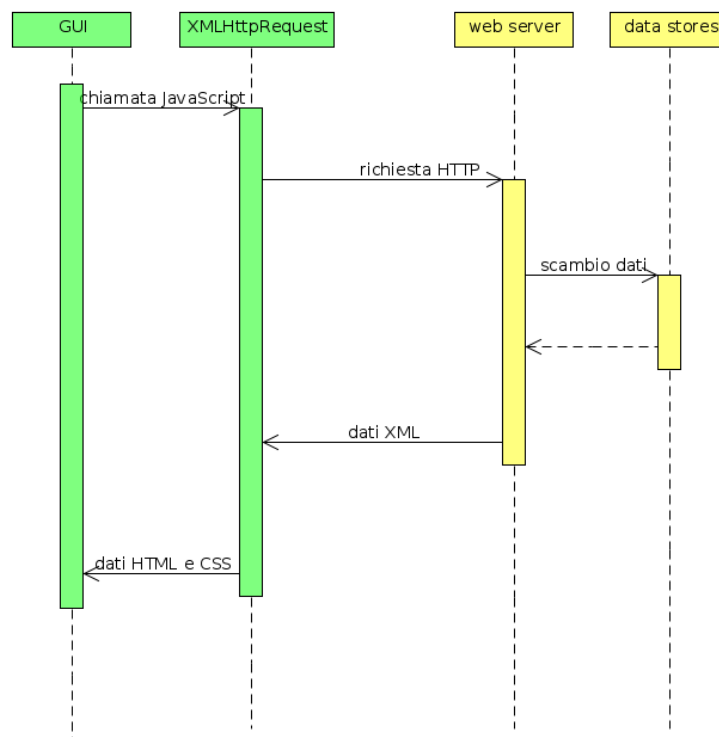 GUI
XMLHttpRequest
web server
data stores
chiamata JavaScript
richiesta HTTP
scambio dati
dati XML
dati HTML e CSS